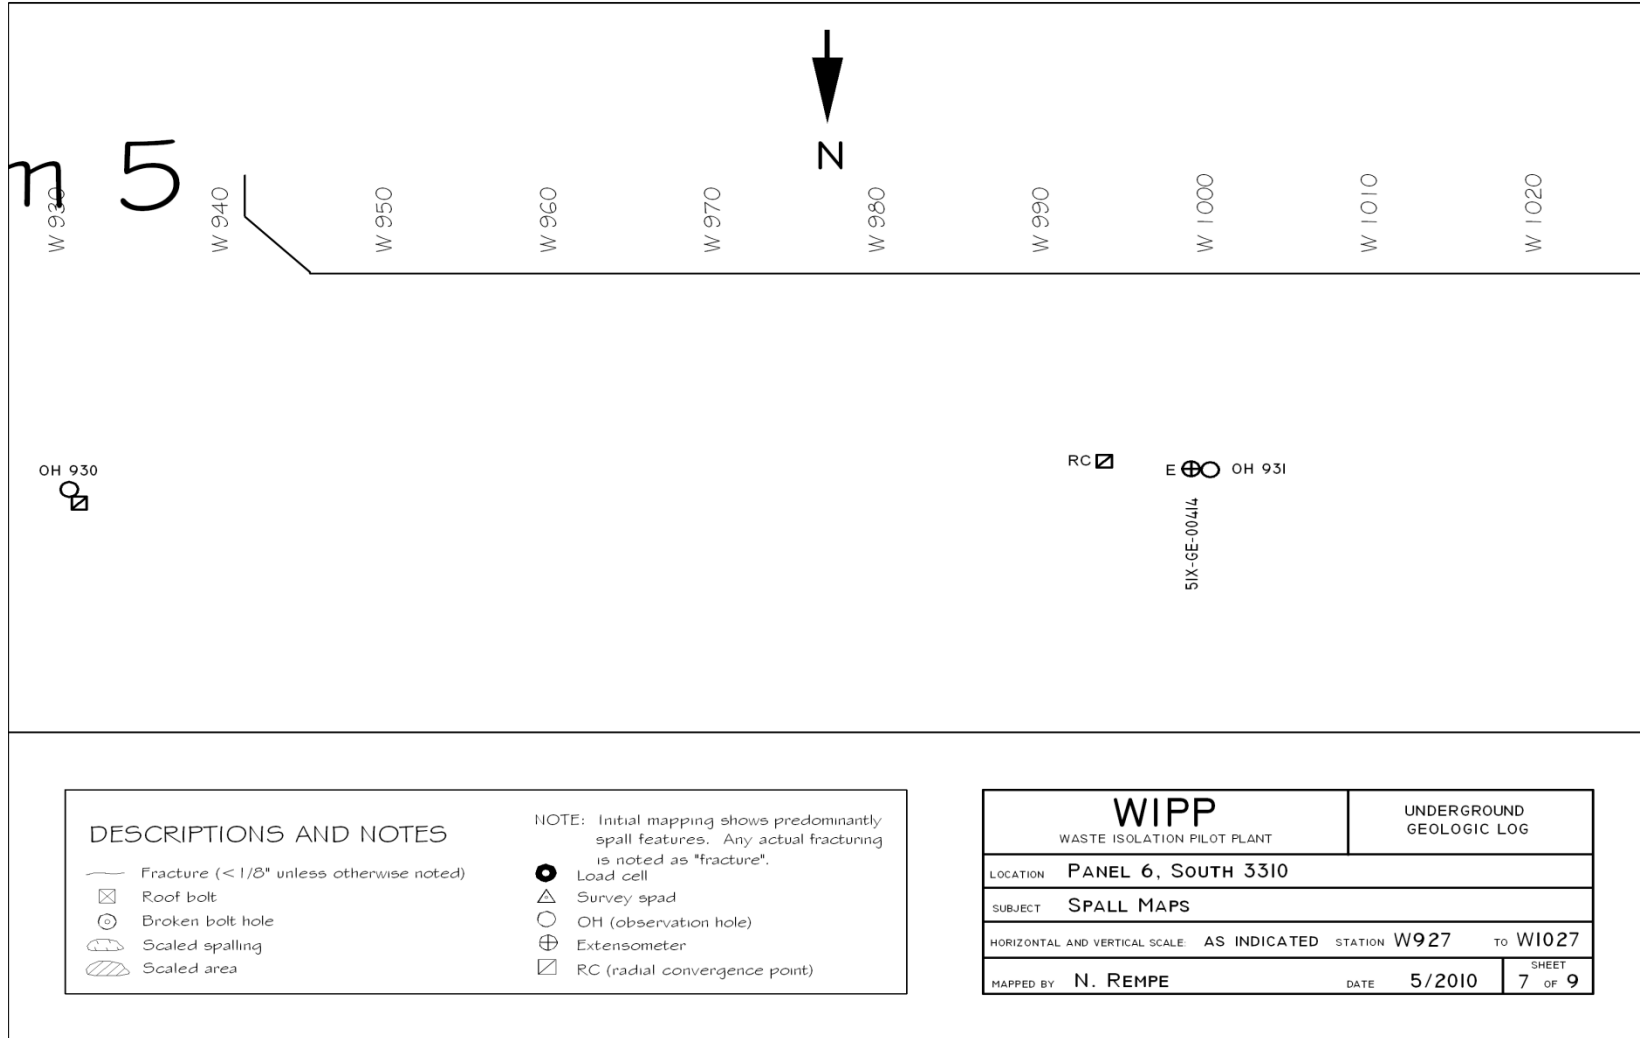 N
m 5
W 930
W 940
W 950
W 960
W 970
W 980
W 990
W 1000
W 1010
W 1020
OH 930
RC
E
OH 931
51X-GE-00414
DESCRIPTIONS AND NOTES
Fracture (< 1/8" unless otherwise noted)
Roof bolt
Broken bolt hole
Scaled spalling
Scaled area
NOTE: Initial mapping shows predominantly
spall features. Any actual fracturing
is noted as "fracture".
Load cell
Survey spad
OH (observation hole)
Extensometer
RC (radial convergence point)
WIPP
WASTE ISOLATION PILOT PLANT
UNDERGROUND
GEOLOGIC LOG
LOCATION PANEL 6, SOUTH 3310
SUBJECT SPALL MAPS
HORIZONTAL AND VERTICAL SCALE: AS INDICATED STATION W927 TO W1027
MAPPED BY N. REMPE DATE 5/2010 SHEET 7 OF 9